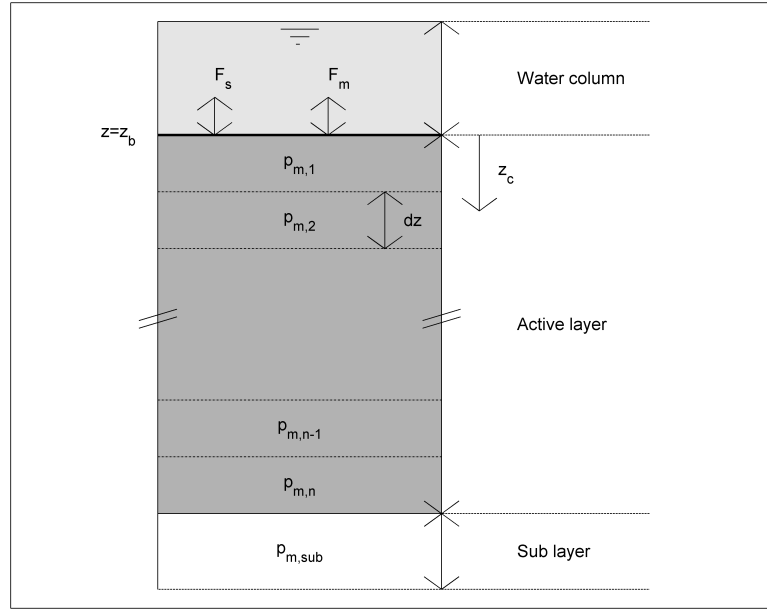 F_s
F_m
Water column
z=z_b
p_m,1
z_c
p_m,2
dz
Active layer
p_m,n-1
p_m,n
p_m,sub
Sub layer